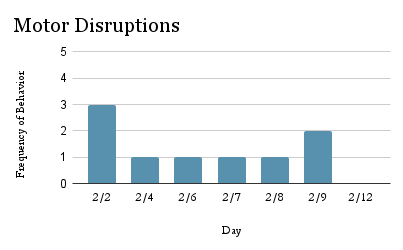 Motor Disruptions
Frequency of Behavior
5
4
3
2
1
0
2/2 2/4 2/6 2/7 2/8 2/9 2/12
Day